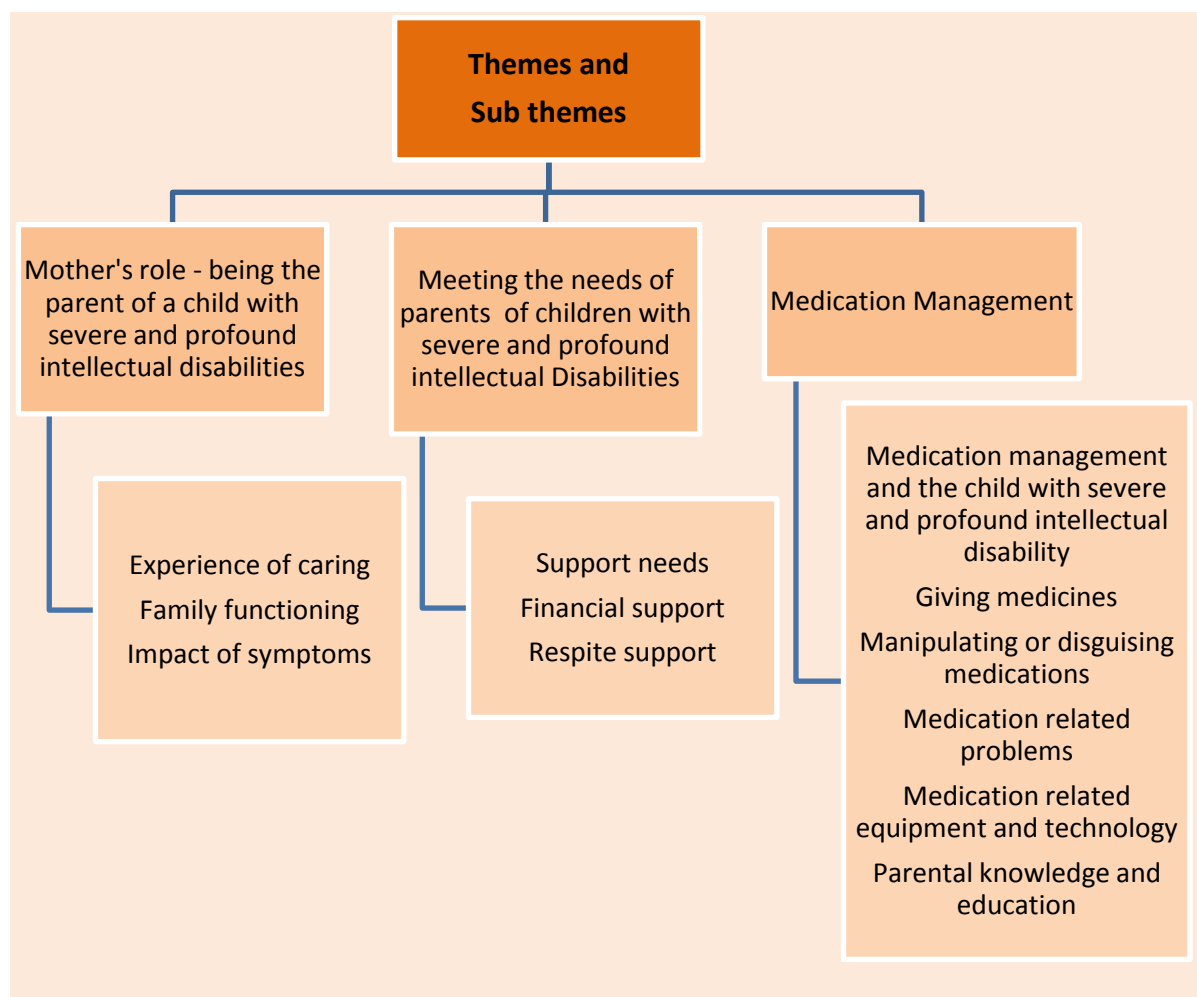 Themes and
Sub themes
Mother's role - being the
parent of a child with
severe and profound
intellectual disabilities
Experience of caring
Family functioning
Impact of symptoms
Meeting the needs of
parents of children with
severe and profound
intellectual Disabilities
Support needs
Financial support
Respite support
Medication Management
Medication management
and the child with severe
and profound intellectual
disability
Giving medicines
Manipulating or disguising
medications
Medication related
problems
Medication related
equipment and technology
Parental knowledge and
education